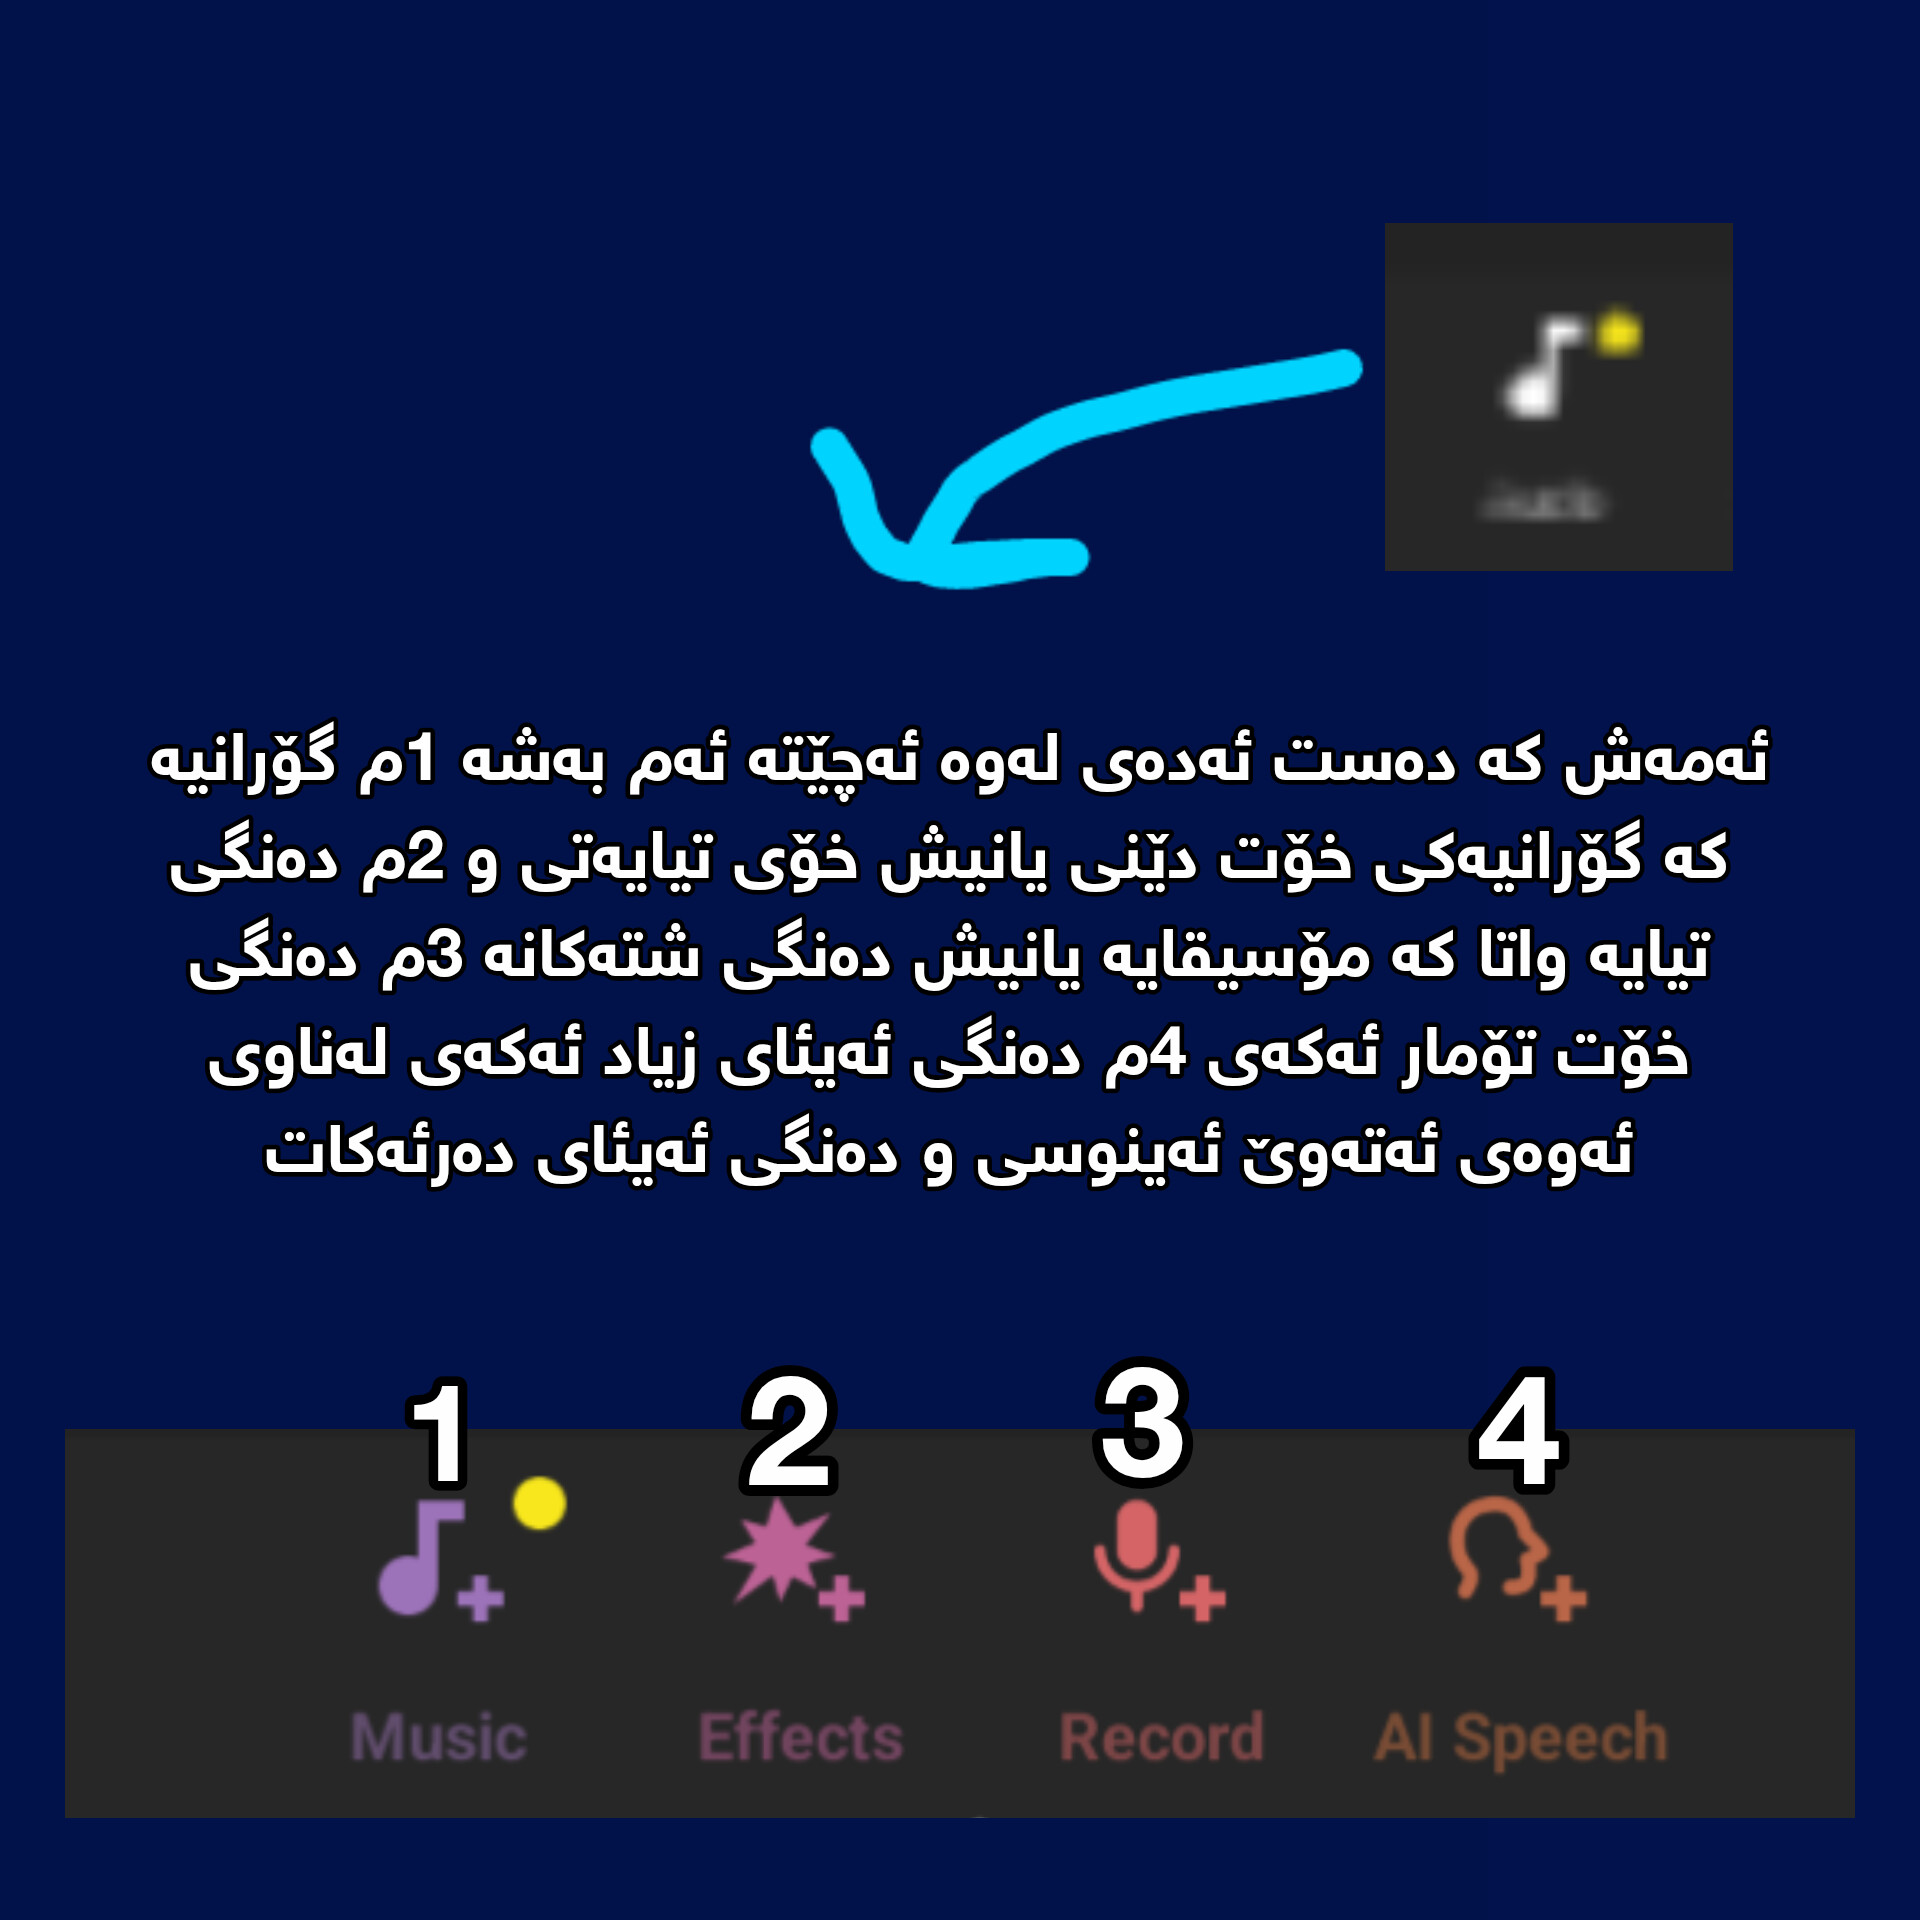 ئەمەش کە دەست ئەدەی لەوە ئەچێتە ئەم بەشە 1م گۆرانیە
کە گۆرانیەکی خۆت دێنی یانیش خۆی تیایەتی و 2م دەنگی
تیایە واتا کە مۆسیقایە یانیش دەنگی شتەکانە 3م دەنگی
خۆت تۆمار ئەکەی 4م دەنگی ئەیئای زیاد ئەکەی لەناوی
ئەوەی ئەتەوێ ئەینوسی و دەنگی ئەیئای دەرئەکات
1 2 3 4
Music Effects Record AI Speech